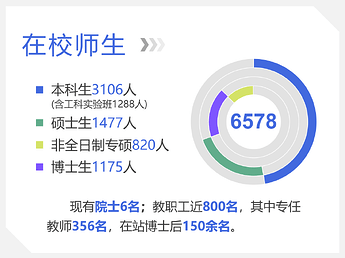 在校师生
本科生3106人
(含工科实验班1288人)
硕士生1477人
非全日制专硕820人
博士生1175人
6578
现有院士6名；教职工近800名，其中专任
教师356名，在站博士后150余名。